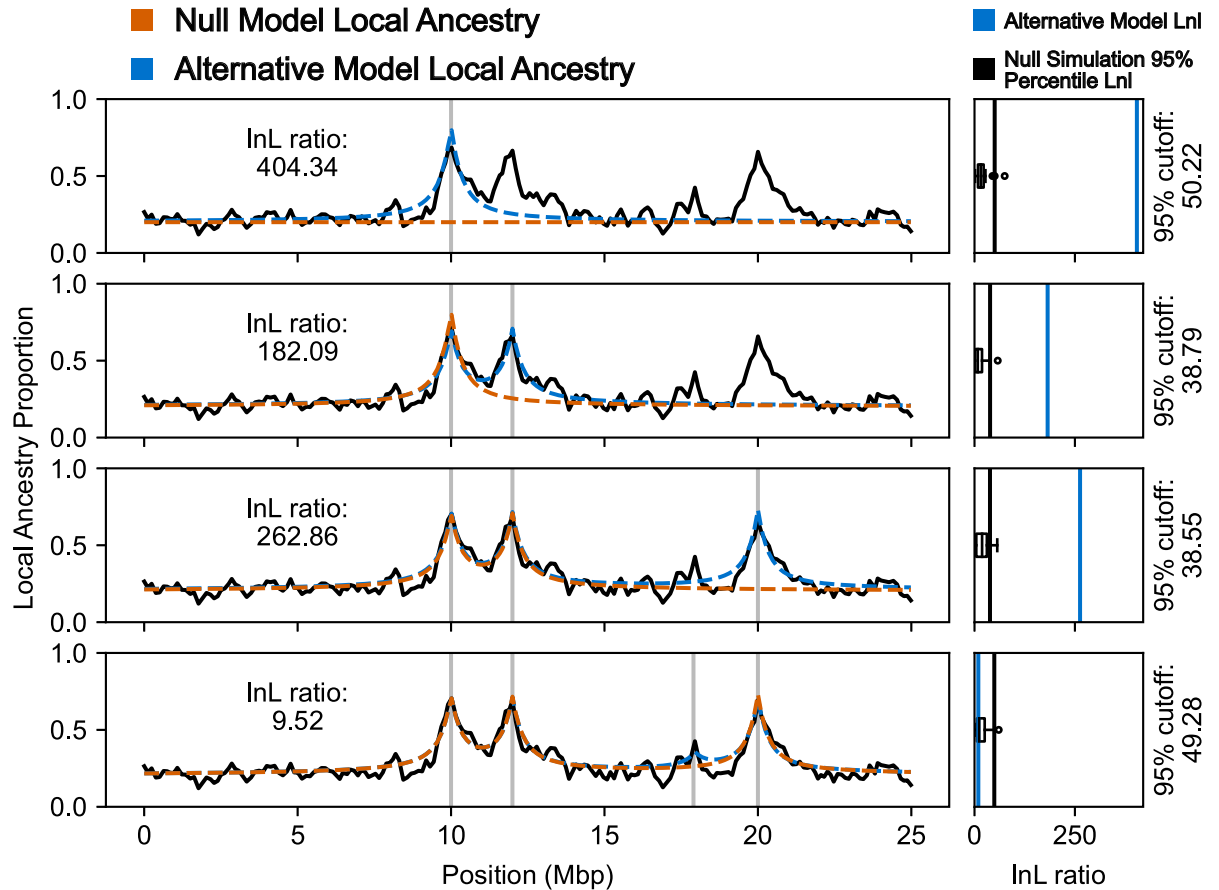 Null Model Local Ancestry
Alternative Model Local Ancestry
Alternative Model Lnl
Null Simulation 95%
Percentile Lnl
Local Ancestry Proportion
1.0
0.5
0.0
lnL ratio:
404.34
95% cutoff:
50.22
1.0
0.5
0.0
lnL ratio:
182.09
95% cutoff:
38.79
1.0
0.5
0.0
lnL ratio:
262.86
95% cutoff:
38.55
1.0
0.5
0.0
lnL ratio:
9.52
95% cutoff:
49.28
0 5 10 15 20 25
Position (Mbp)
0 250
lnL ratio